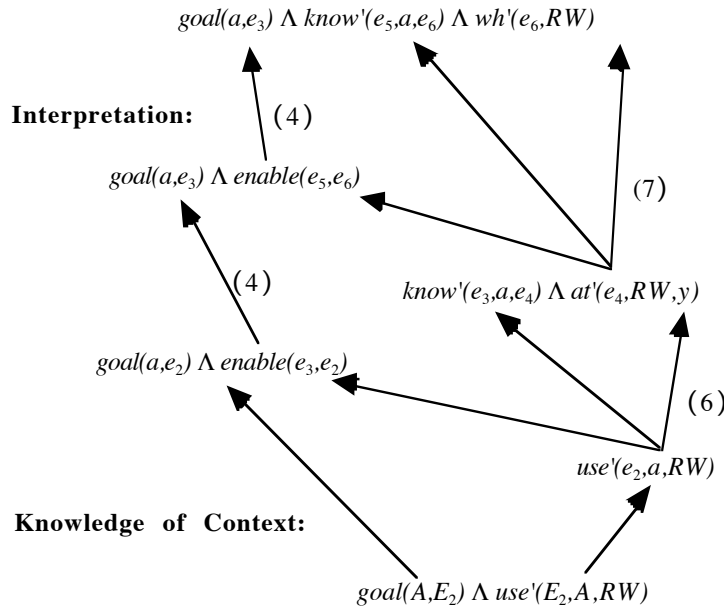 goal(a,e₃) Λ know'(e₅,a,e₆) Λ wh'(e₆,RW)
Interpretation:
(4)
goal(a,e₃) Λ enable(e₅,e₆)
(7)
(4)
know'(e₃,a,e₄) Λ at'(e₄,RW,y)
goal(a,e₂) Λ enable(e₃,e₂)
(6)
use'(e₂,a,RW)
Knowledge of Context:
goal(A,E₂) Λ use'(E₂,A,RW)